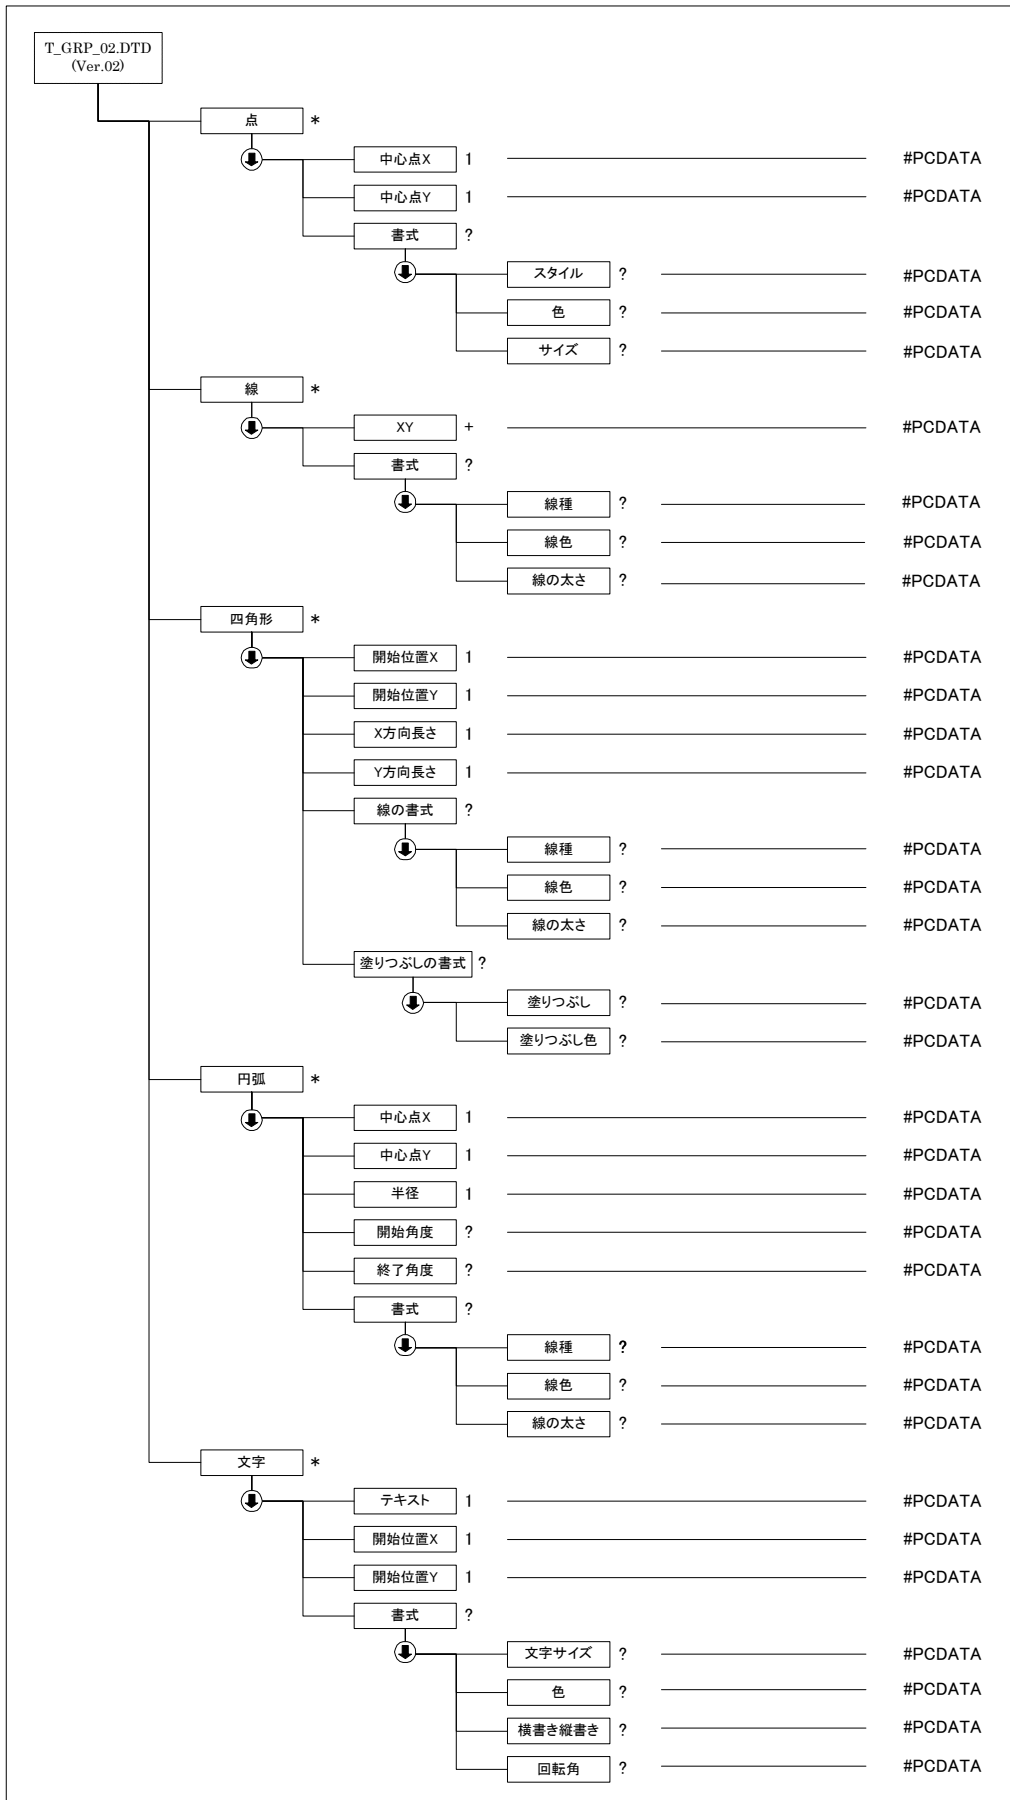 T_GRP_02.DTD
(Ver.02)
点 *
中心点X 1 #PCDATA
中心点Y 1 #PCDATA
書式 ?
スタイル ? #PCDATA
色 ? #PCDATA
サイズ ? #PCDATA
線 *
XY + #PCDATA
書式 ?
線種 ? #PCDATA
線色 ? #PCDATA
線の太さ ? #PCDATA
四角形 *
開始位置X 1 #PCDATA
開始位置Y 1 #PCDATA
X方向長さ 1 #PCDATA
Y方向長さ 1 #PCDATA
線の書式 ?
線種 ? #PCDATA
線色 ? #PCDATA
線の太さ ? #PCDATA
塗りつぶしの書式 ?
塗りつぶし ? #PCDATA
塗りつぶし色 ? #PCDATA
円弧 *
中心点X 1 #PCDATA
中心点Y 1 #PCDATA
半径 1 #PCDATA
開始角度 ? #PCDATA
終了角度 ? #PCDATA
書式 ?
線種 ? #PCDATA
線色 ? #PCDATA
線の太さ ? #PCDATA
文字 *
テキスト 1 #PCDATA
開始位置X 1 #PCDATA
開始位置Y 1 #PCDATA
書式 ?
文字サイズ ? #PCDATA
色 ? #PCDATA
横書き縦書き ? #PCDATA
回転角 ? #PCDATA